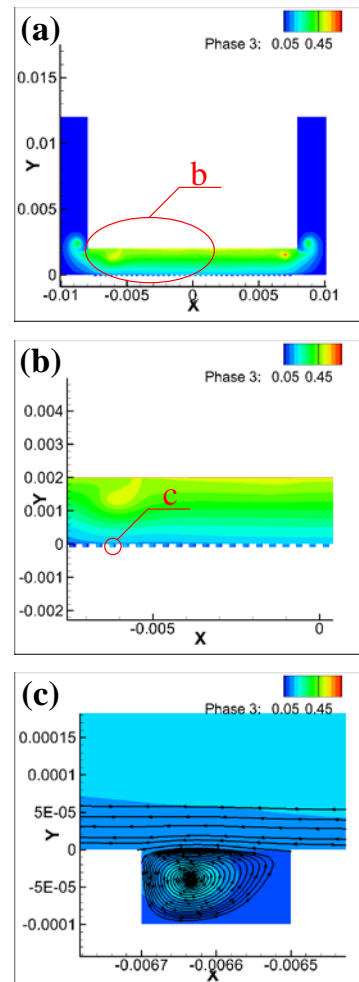 (a)
Phase 3: 0.05 0.45
0.015
Y
0.01
b
0.005
0
-0.01 -0.005 0 0.005 0.01
X
(b)
Phase 3: 0.05 0.45
0.004
0.003
0.002
Y
c
0.001
0
-0.001
-0.002
-0.005 0
X
(c)
Phase 3: 0.05 0.45
0.00015
0.0001
5E-05
Y
0
-5E-05
-0.0001
-0.0067 -0.0066 -0.0065
X